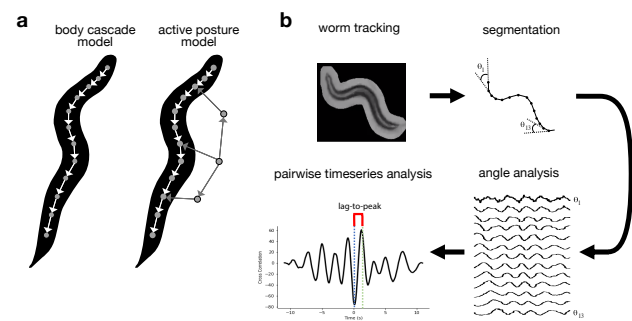 a
body cascade
model
active posture
model
b
worm tracking
segmentation
θ1
θ13
pairwise timeseries analysis
angle analysis
lag-to-peak
Cross Correlation
60
40
20
0
−20
−40
−60
−80
−10
−5
0
5
10
Time (s)
θ1
θ13